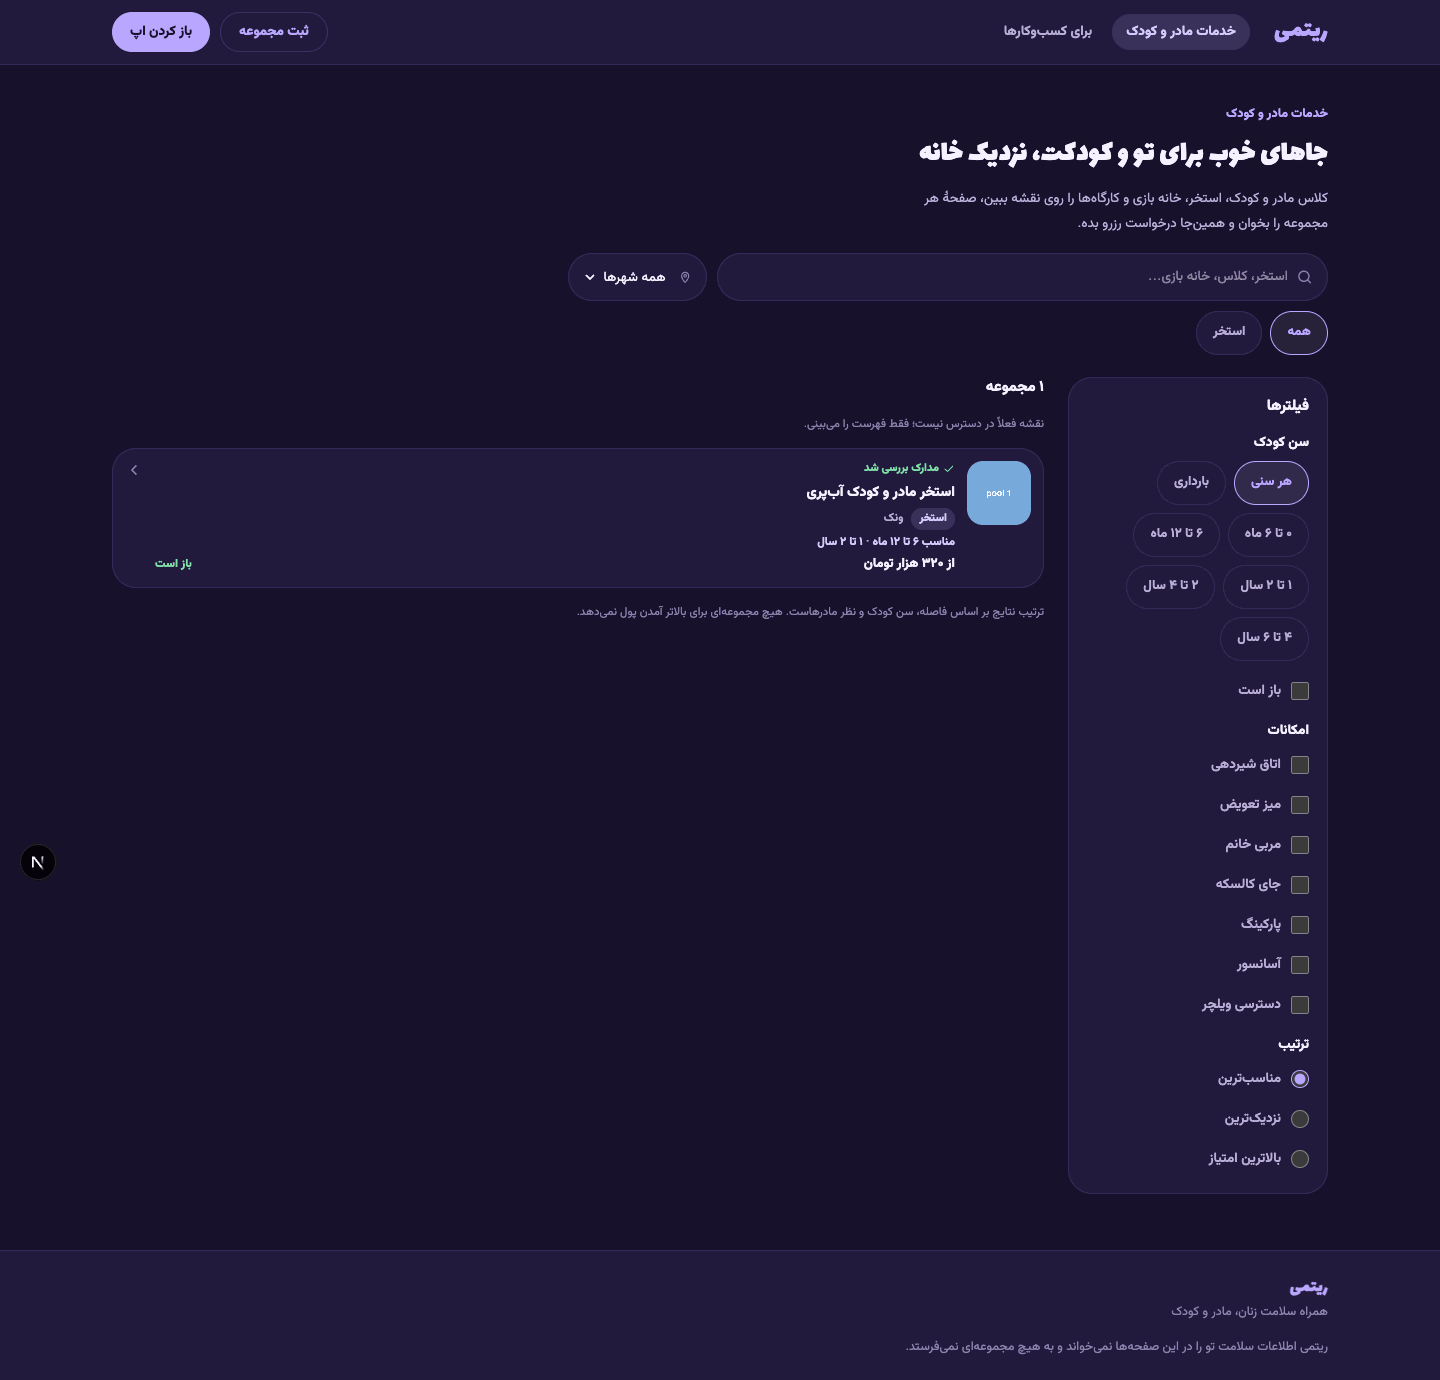 ریتمی
خدمات مادر و کودک
برای کسب‌وکارها
ثبت مجموعه
باز کردن اپ
خدمات مادر و کودک
جاهای خوب برای تو و کودکت، نزدیک خانه
کلاس مادر و کودک، استخر، خانه بازی و کارگاه‌ها را روی نقشه ببین، صفحهٔ هر
مجموعه را بخوان و همین‌جا درخواست رزرو بده.
استخر، کلاس، خانه بازی...
همه شهرها
همه
استخر
فیلترها
سن کودک
هر سنی
بارداری
۰ تا ۶ ماه
۶ تا ۱۲ ماه
۱ تا ۲ سال
۲ تا ۴ سال
۴ تا ۶ سال
باز است
امکانات
اتاق شیردهی
میز تعویض
مربی خانم
جای کالسکه
پارکینگ
آسانسور
دسترسی ویلچر
ترتیب
مناسب‌ترین
نزدیک‌ترین
بالاترین امتیاز
۱ مجموعه
نقشه فعلاً در دسترس نیست؛ فقط فهرست را می‌بینی.
pool 1
مدارک بررسی شد
استخر مادر و کودک آب‌پری
استخر
ونک
مناسب ۶ تا ۱۲ ماه · ۱ تا ۲ سال
از ۳۲۰ هزار تومان
باز است
ترتیب نتایج بر اساس فاصله، سن کودک و نظر مادرهاست. هیچ مجموعه‌ای برای بالاتر آمدن پول نمی‌دهد.
N
ریتمی
همراه سلامت زنان، مادر و کودک
ریتمی اطلاعات سلامت تو را در این صفحه‌ها نمی‌خواند و به هیچ مجموعه‌ای نمی‌فرستد.